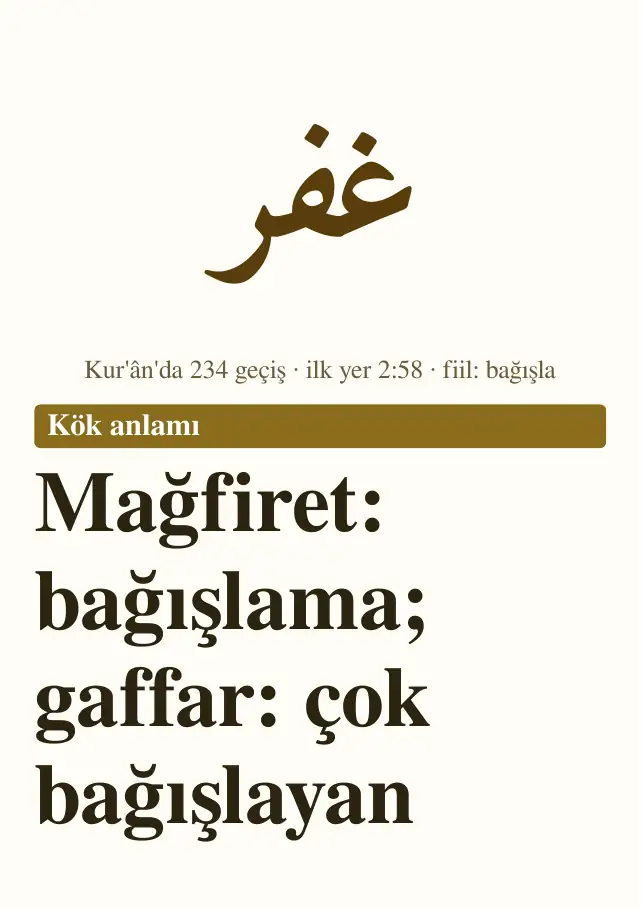 غفر
Kur'ân'da 234 geçiş · ilk yer 2:58 · fiil: bağışla
Kök anlamı
Mağfiret:
bağışlama;
gaffar: çok
bağışlayan